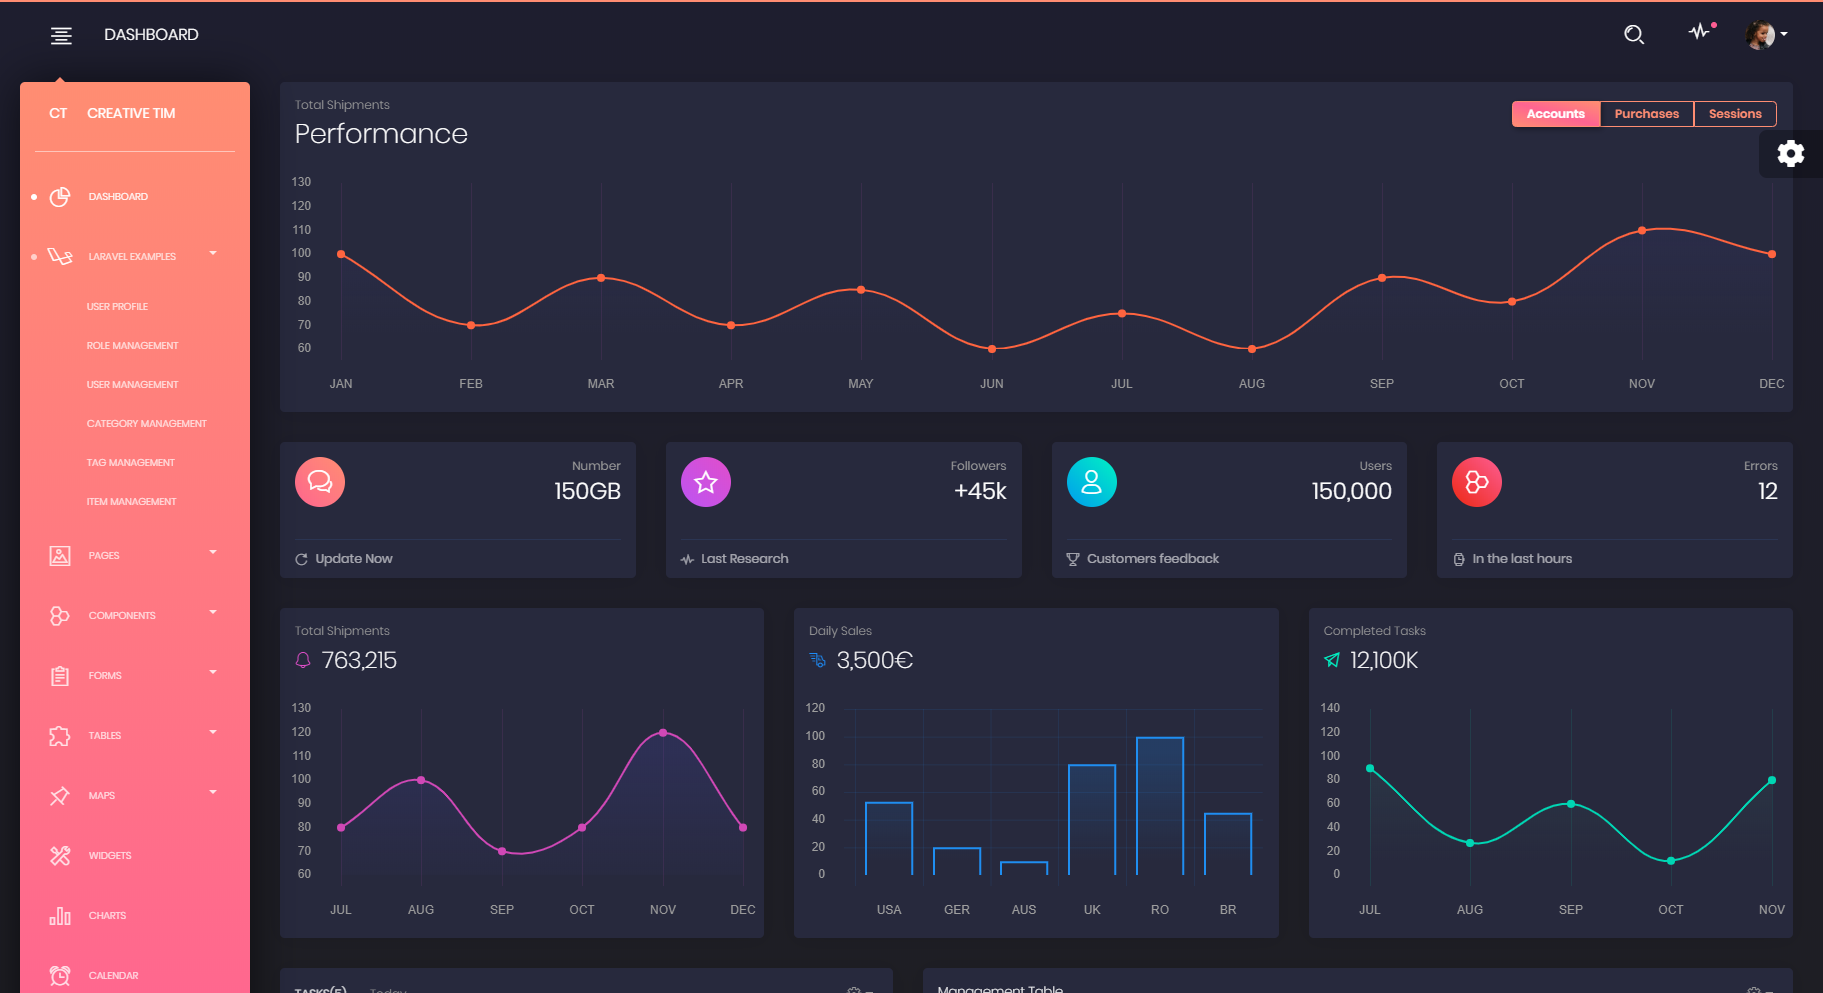 DASHBOARD
CT CREATIVE TIM
DASHBOARD
LARAVEL EXAMPLES
USER PROFILE
ROLE MANAGEMENT
USER MANAGEMENT
CATEGORY MANAGEMENT
TAG MANAGEMENT
ITEM MANAGEMENT
PAGES
COMPONENTS
FORMS
TABLES
MAPS
WIDGETS
CHARTS
CALENDAR
Total Shipments
Performance
Accounts Purchases Sessions
130
120
110
100
90
80
70
60
JAN FEB MAR APR MAY JUN JUL AUG SEP OCT NOV DEC
Number
150GB
Update Now
Followers
+45k
Last Research
Users
150,000
Customers feedback
Errors
12
In the last hours
Total Shipments
763,215
130
120
110
100
90
80
70
60
JUL AUG SEP OCT NOV DEC
Daily Sales
3,500€
120
100
80
60
40
20
0
USA GER AUS UK RO BR
Completed Tasks
12,100K
140
120
100
80
60
40
20
0
JUL AUG SEP OCT NOV
TASKS(5) Today
Management Table